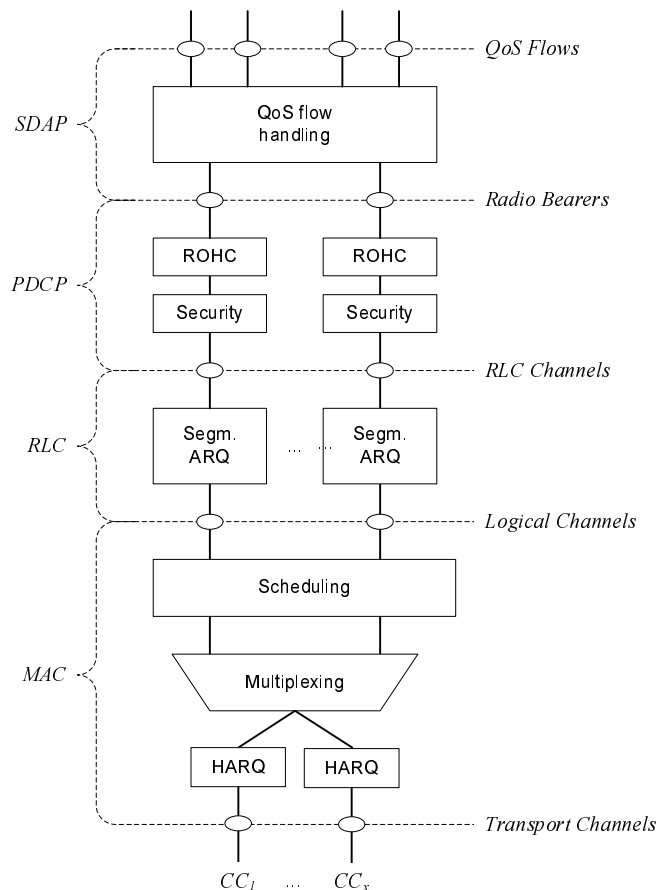 QoS Flows
QoS flow
handling
SDAP
Radio Bearers
ROHC
ROHC
PDCP
Security
Security
RLC Channels
Segm.
ARQ
... ...
Segm.
ARQ
RLC
Logical Channels
Scheduling
MAC
Multiplexing
HARQ
HARQ
Transport Channels
CC1 ... CCx